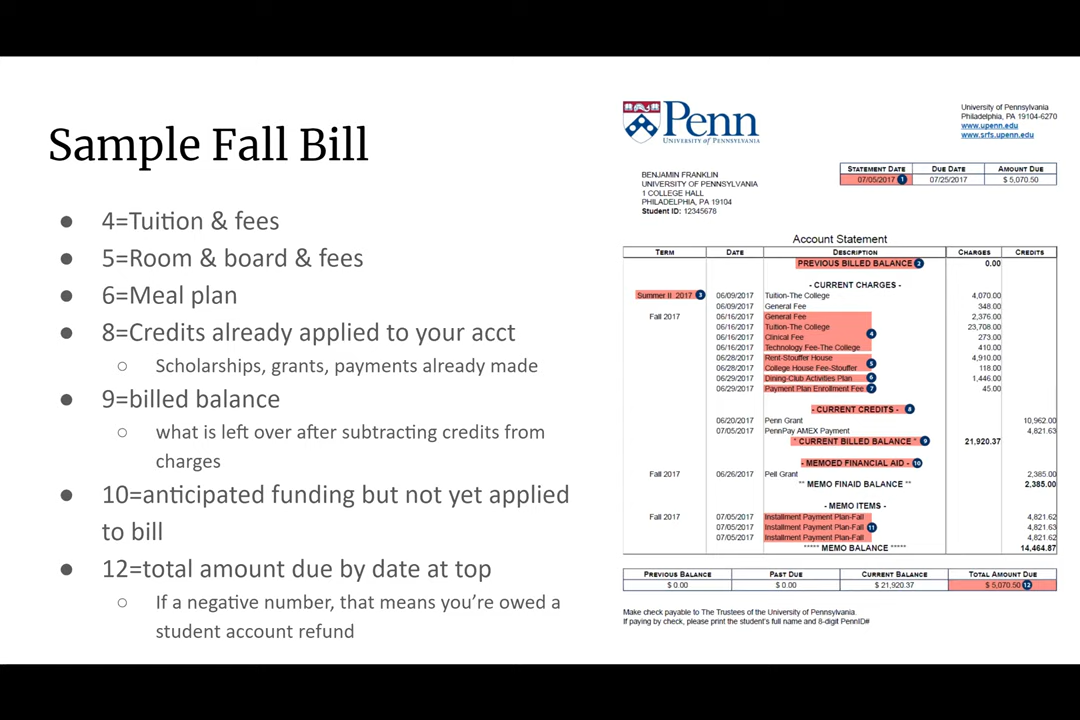 Sample Fall Bill
● 4=Tuition & fees
● 5=Room & board & fees
● 6=Meal plan
● 8=Credits already applied to your acct
○ Scholarships, grants, payments already made
● 9=billed balance
○ what is left over after subtracting credits from
charges
● 10=anticipated funding but not yet applied
to bill
● 12=total amount due by date at top
○ If a negative number, that means you're owed a
student account refund
Penn
UNIVERSITY OF PENNSYLVANIA
University of Pennsylvania
Philadelphia, PA 19104-6270
www.upenn.edu
www.srfs.upenn.edu
STATEMENT DATE DUE DATE AMOUNT DUE
07/05/2017 1 07/25/2017 $ 5,070.50
BENJAMIN FRANKLIN
UNIVERSITY OF PENNSYLVANIA
1 COLLEGE HALL
PHILADELPHIA, PA 19104
Student ID: 12345678
Account Statement
TERM DATE DESCRIPTION CHARGES CREDITS
PREVIOUS BILLED BALANCE 2 0.00
- CURRENT CHARGES -
Summer II 2017 3 06/09/2017 Tuition-The College 4,070.00
06/09/2017 General Fee 348.00
Fall 2017 06/16/2017 General Fee 2,376.00
06/16/2017 Tuition-The College 23,708.00
06/16/2017 Clinical Fee 4 273.00
06/16/2017 Technology Fee-The College 410.00
06/28/2017 Rent-Stouffer House 5 4,910.00
06/28/2017 College House Fee-Stouffer 118.00
06/29/2017 Dining-Club Activities Plan 6 1,446.00
06/29/2017 Payment Plan Enrollment Fee 7 45.00
- CURRENT CREDITS - 8
06/20/2017 Penn Grant 10,962.00
07/05/2017 PennPay AMEX Payment 4,821.63
* CURRENT BILLED BALANCE * 9 21,920.37
- MEMOED FINANCIAL AID - 10
Fall 2017 06/26/2017 Pell Grant 2,385.00
** MEMO FINAID BALANCE ** 2,385.00
- MEMO ITEMS -
Fall 2017 07/05/2017 Installment Payment Plan-Fall 4,821.62
07/05/2017 Installment Payment Plan-Fall 11 4,821.63
07/05/2017 Installment Payment Plan-Fall 4,821.62
***** MEMO BALANCE ***** 14,464.87
PREVIOUS BALANCE PAST DUE CURRENT BALANCE TOTAL AMOUNT DUE
$ 0.00 $ 0.00 $ 21,920.37 $ 5,070.50 12
Make check payable to The Trustees of the University of Pennsylvania.
If paying by check, please print the student's full name and 8-digit PennID#